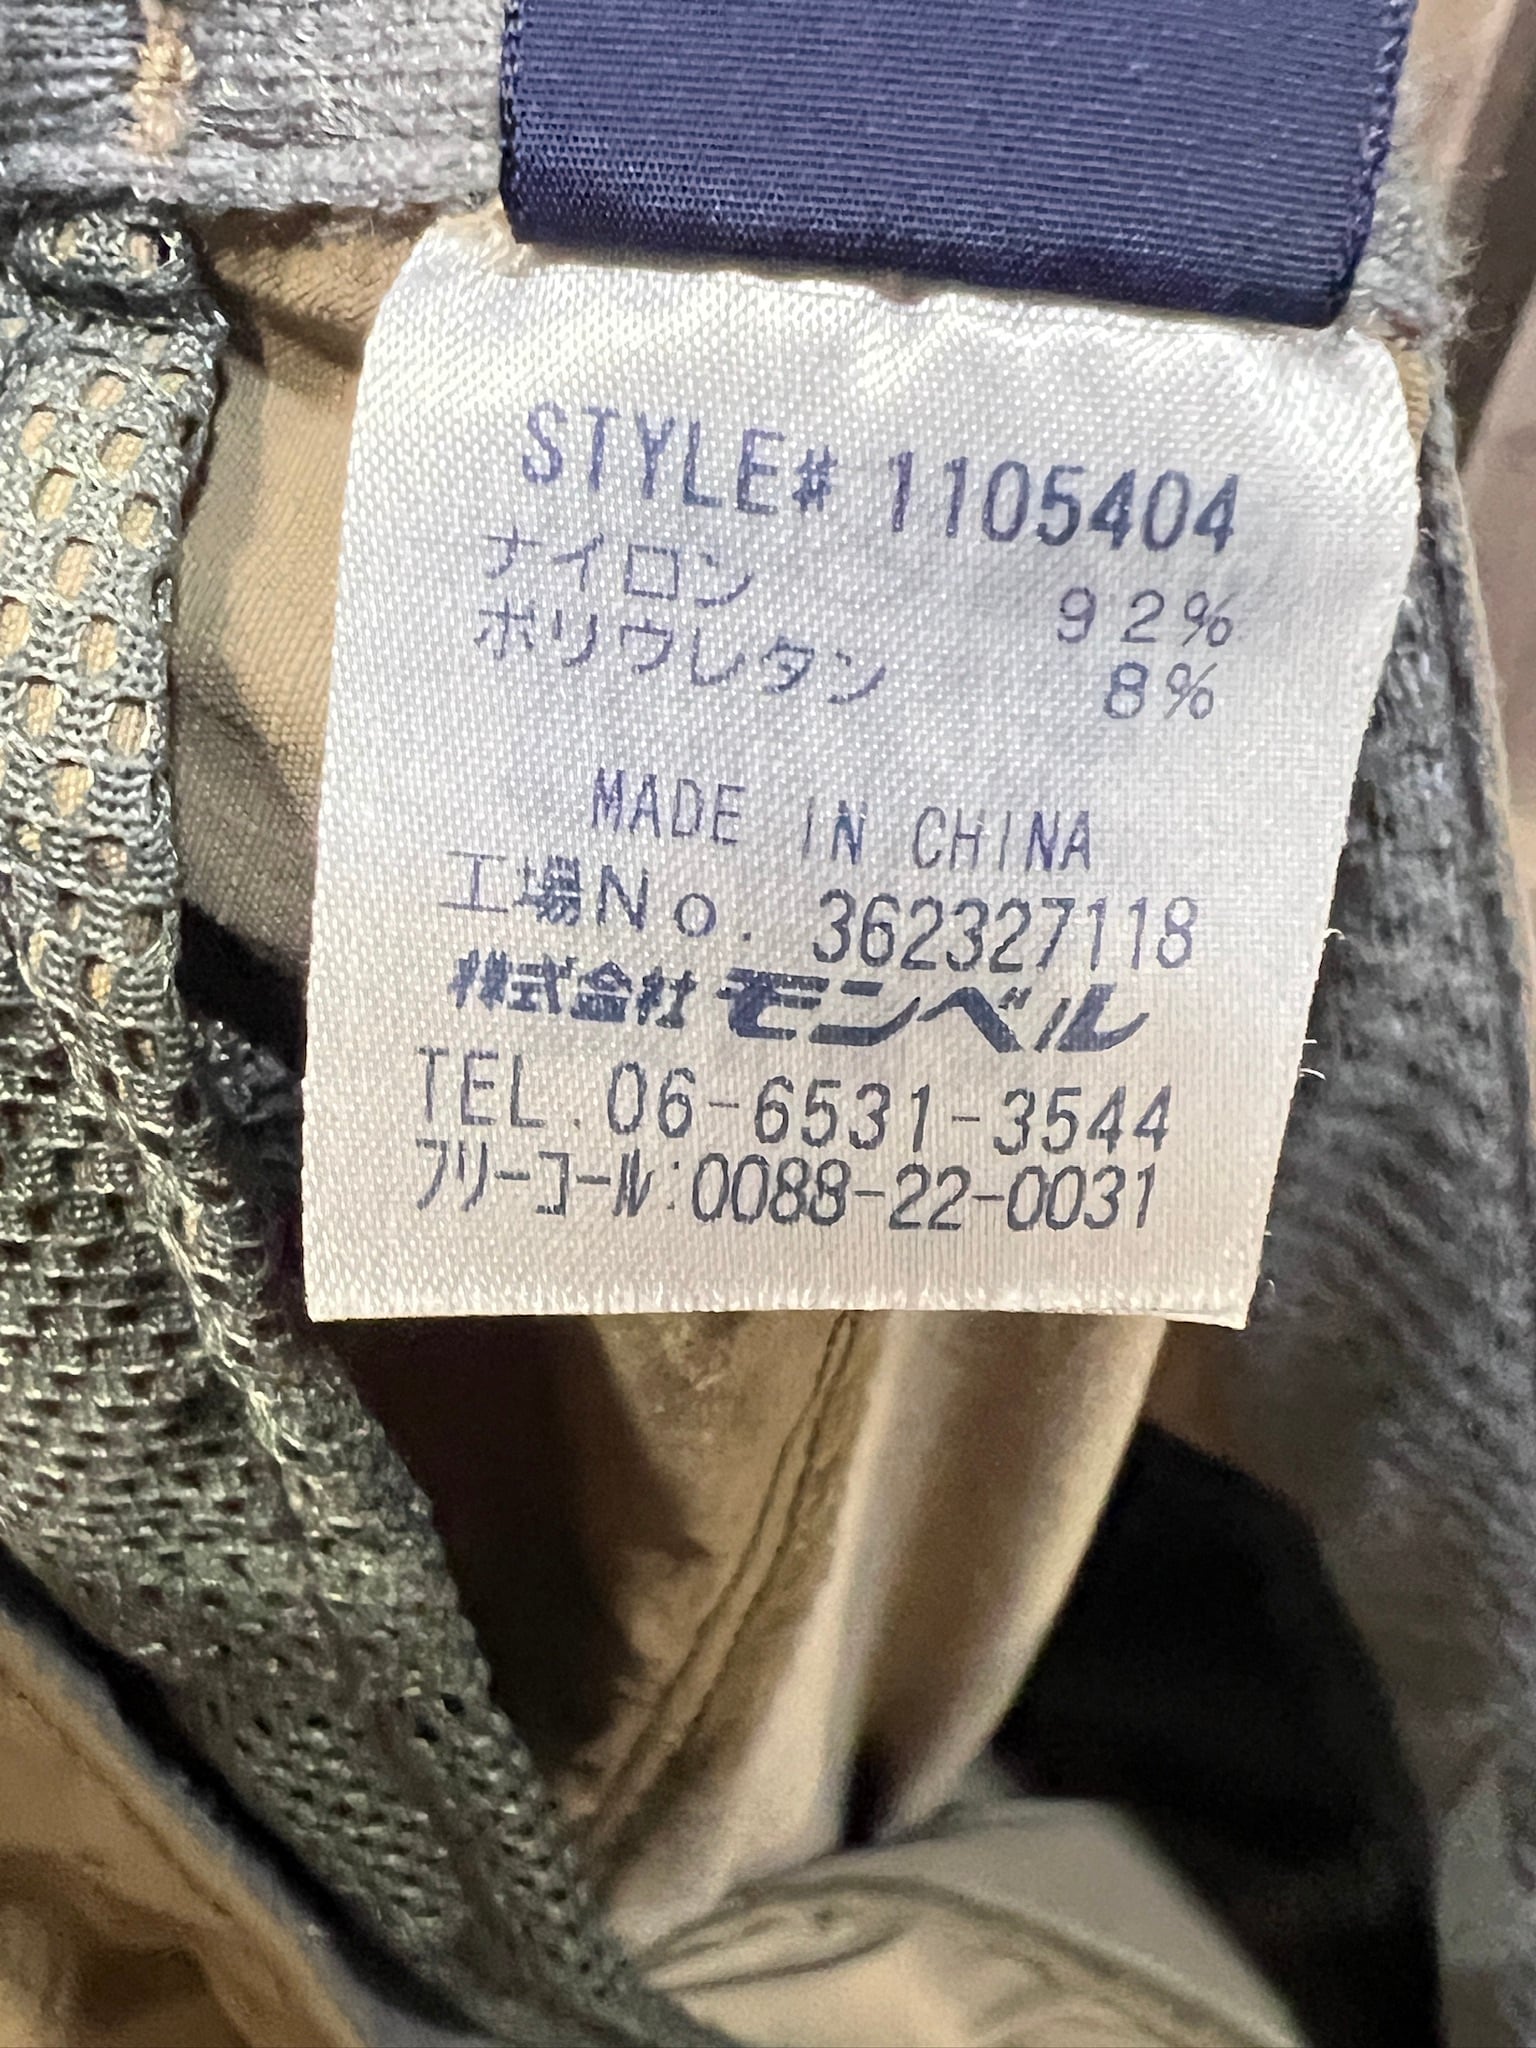 STYLE# 1105404
ナイロン 92%
ポリウレタン 8%
MADE IN CHINA
工場No. 362327118
株式会社モンベル
TEL.06-6531-3544
フリーコール:0088-22-0031